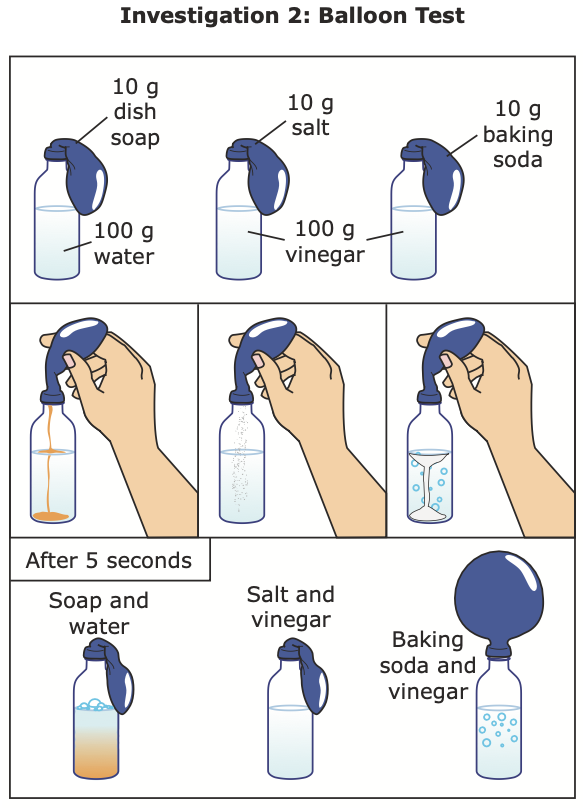 Investigation 2: Balloon Test
10 g
dish
soap
10 g
salt
10 g
baking
soda
100 g
water
100 g
vinegar
After 5 seconds
Soap and
water
Salt and
vinegar
Baking
soda and
vinegar